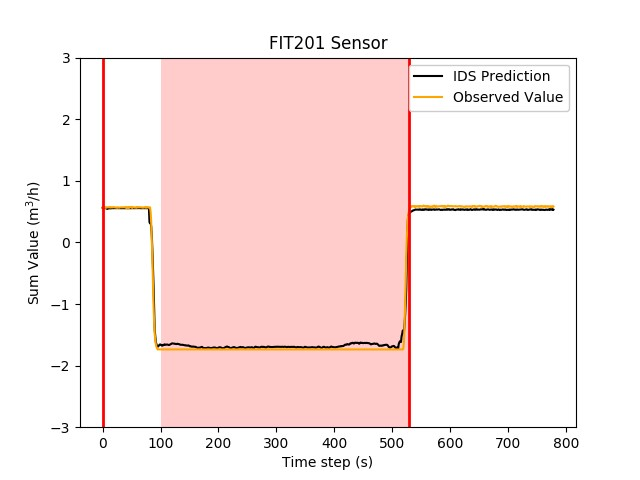 FIT201 Sensor
IDS Prediction
Observed Value
Sum Value (m³/h)
3
2
1
0
−1
−2
−3
0 100 200 300 400 500 600 700 800
Time step (s)